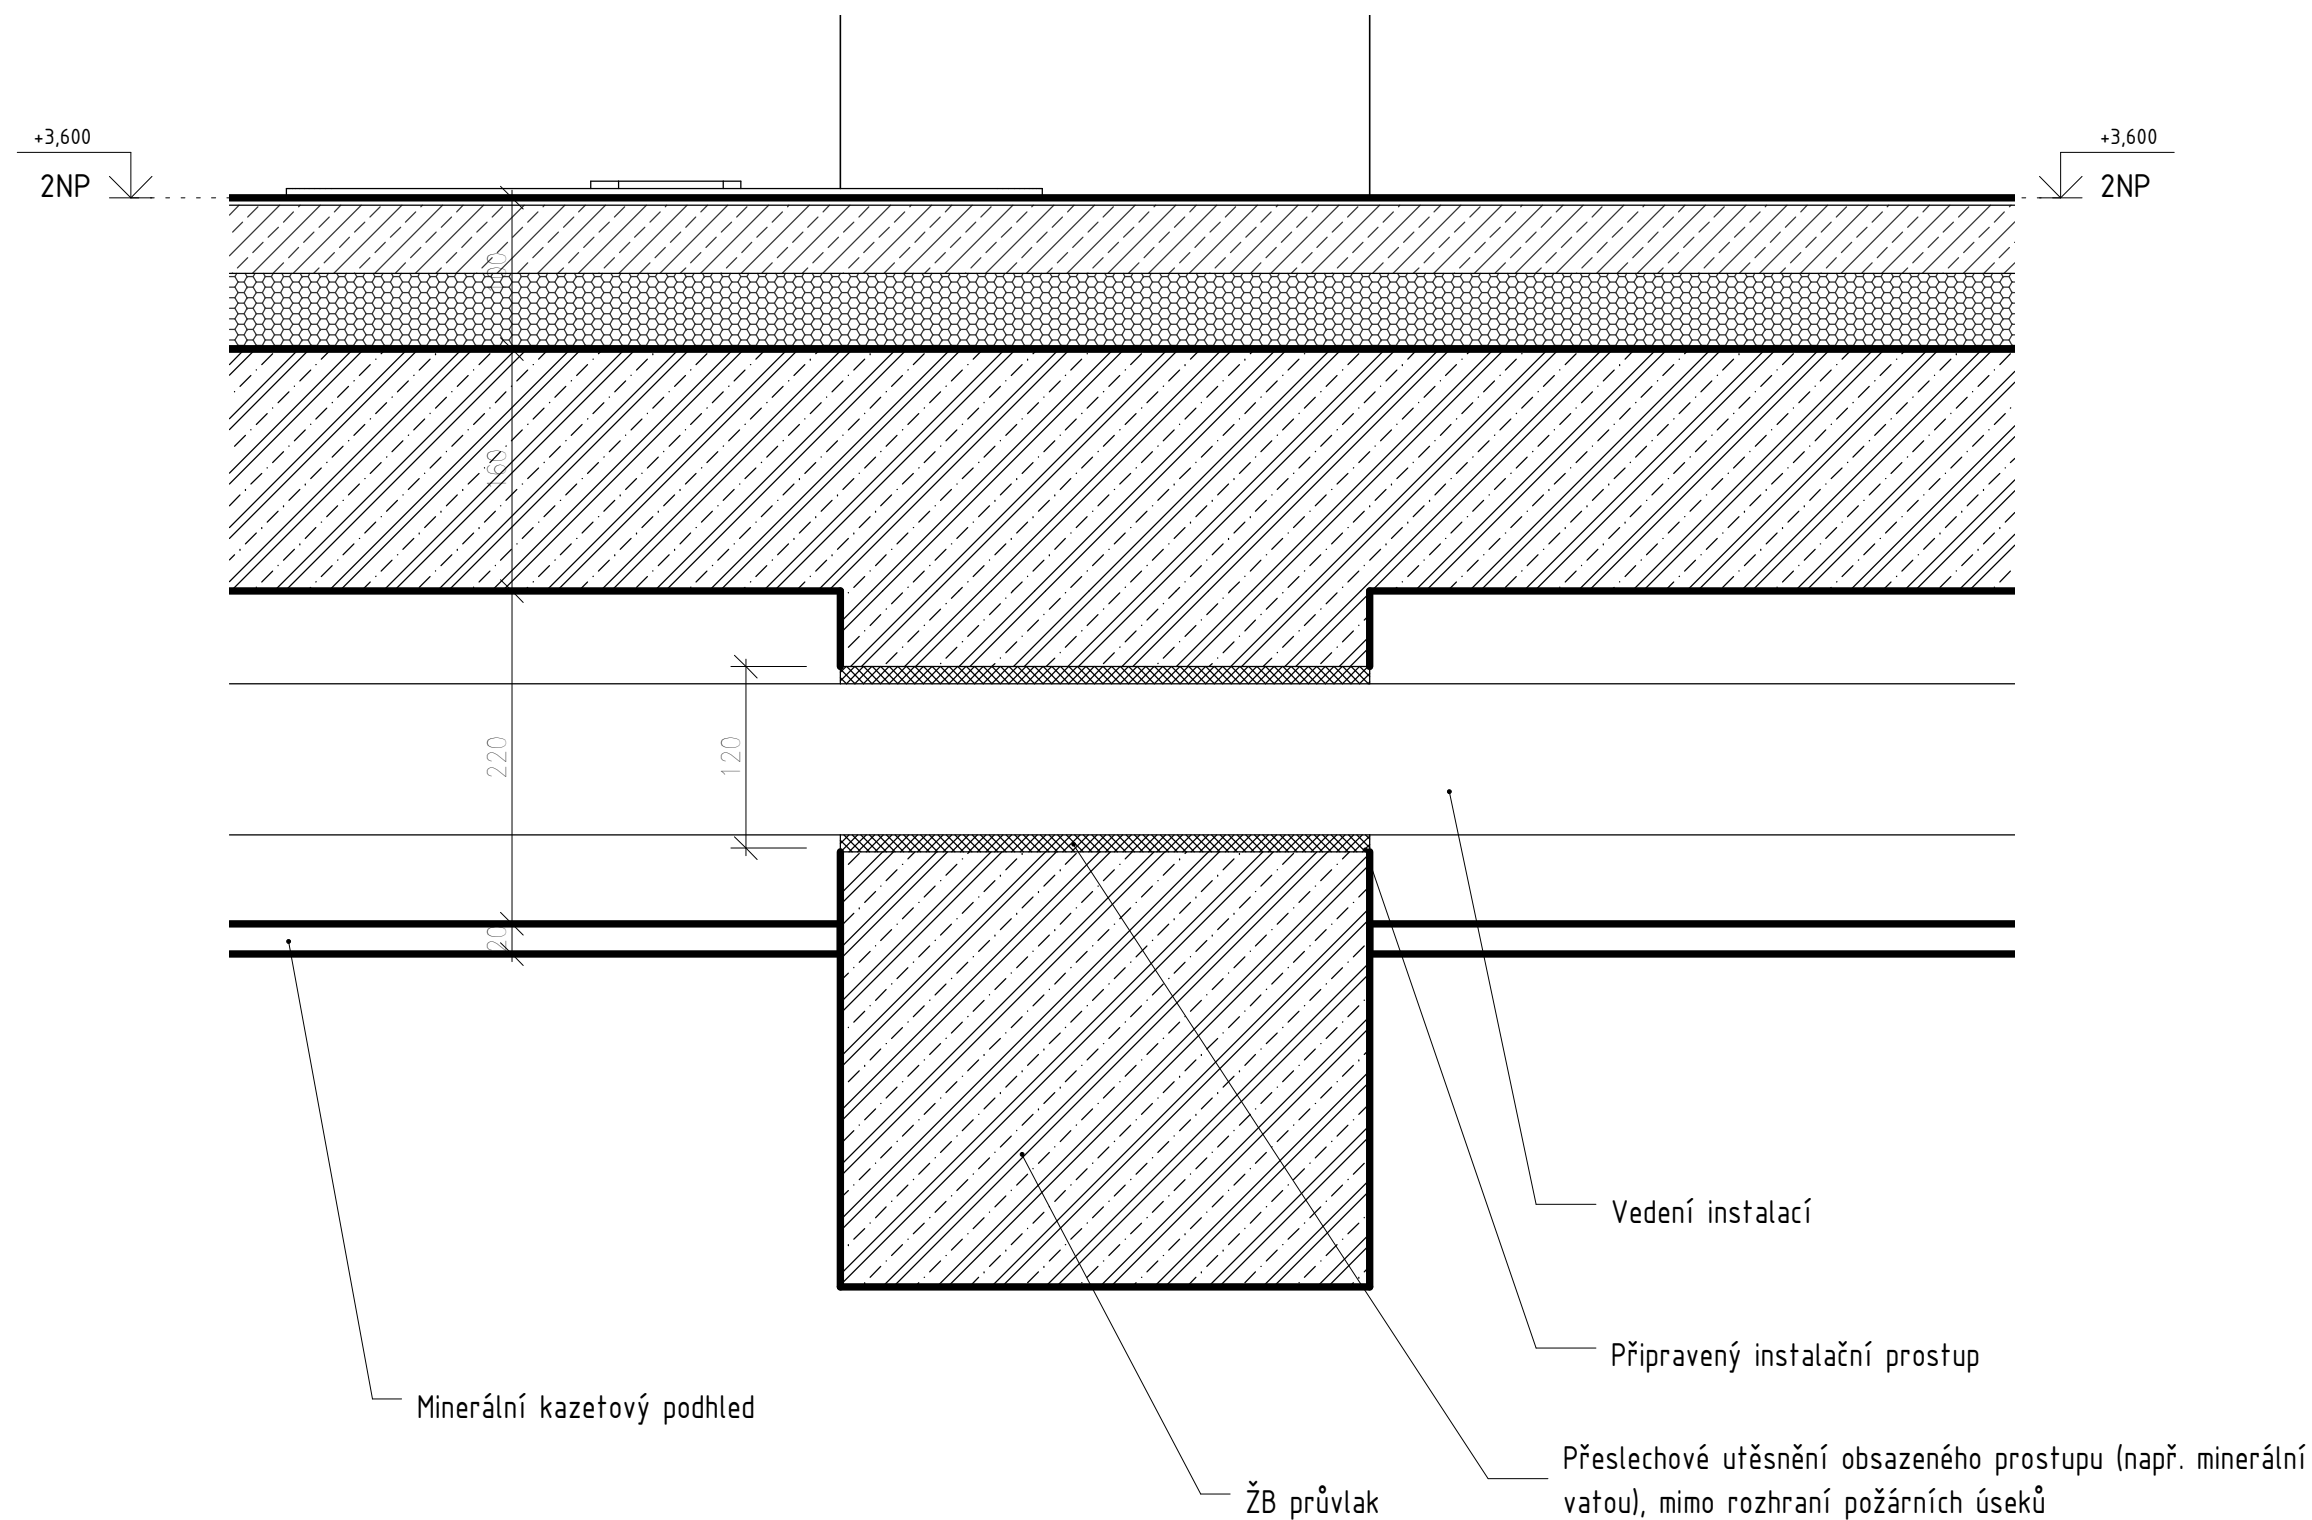 +3,600
2NP
+3,600
2NP
100
160
220
120
20
Vedení instalací
Připravený instalační prostup
Minerální kazetový podhled
Přeslechové utěsnění obsazeného prostupu (např. minerální
vatou), mimo rozhraní požárních úseků
ŽB průvlak